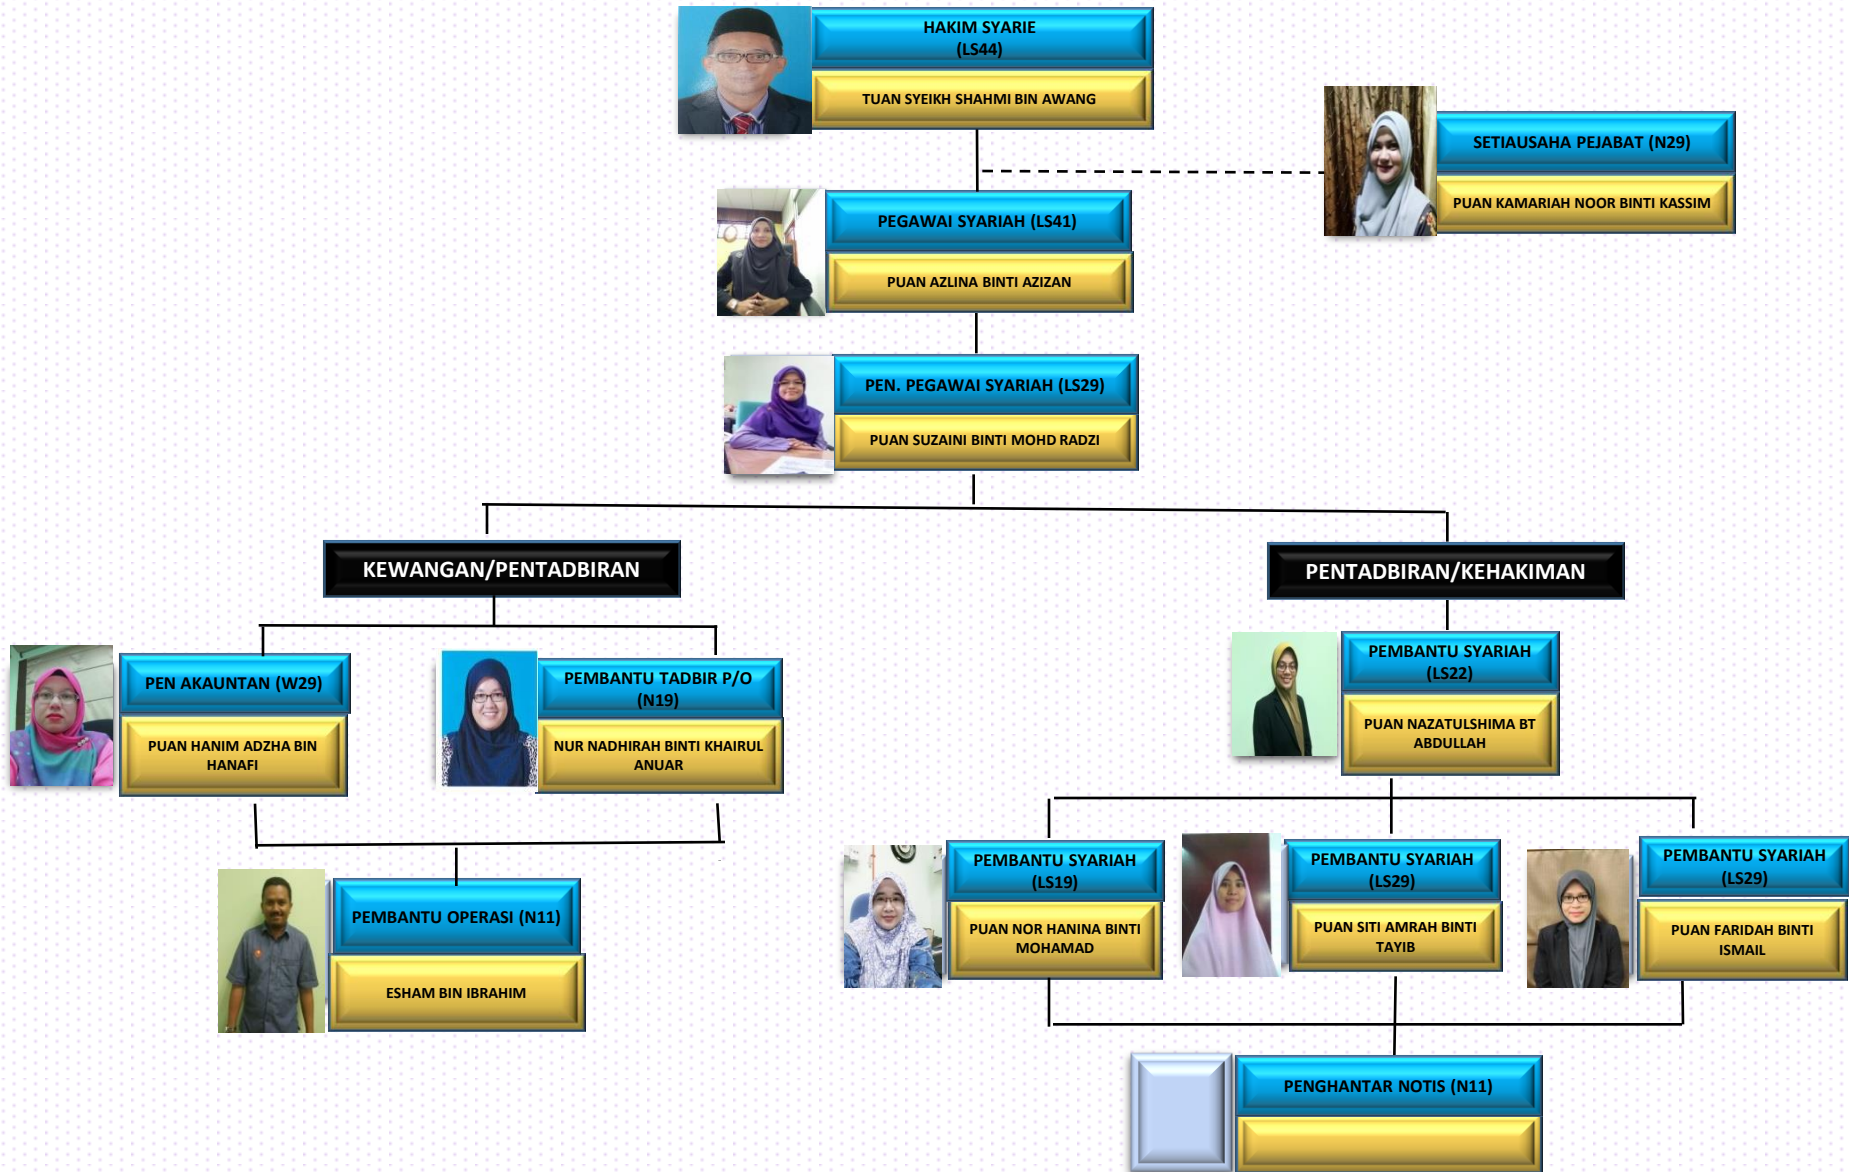 HAKIM SYARIE
(LS44)
TUAN SYEIKH SHAHMI BIN AWANG
SETIAUSAHA PEJABAT (N29)
PUAN KAMARIAH NOOR BINTI KASSIM
PEGAWAI SYARIAH (LS41)
PUAN AZLINA BINTI AZIZAN
PEN. PEGAWAI SYARIAH (LS29)
PUAN SUZAINI BINTI MOHD RADZI
KEWANGAN/PENTADBIRAN
PENTADBIRAN/KEHAKIMAN
PEN AKAUNTAN (W29)
PUAN HANIM ADZHA BIN
HANAFI
PEMBANTU TADBIR P/O
(N19)
NUR NADHIRAH BINTI KHAIRUL
ANUAR
PEMBANTU SYARIAH
(LS22)
PUAN NAZATULSHIMA BT
ABDULLAH
PEMBANTU OPERASI (N11)
ESHAM BIN IBRAHIM
PEMBANTU SYARIAH
(LS19)
PUAN NOR HANINA BINTI
MOHAMAD
PEMBANTU SYARIAH
(LS29)
PUAN SITI AMRAH BINTI
TAYIB
PEMBANTU SYARIAH
(LS29)
PUAN FARIDAH BINTI
ISMAIL
PENGHANTAR NOTIS (N11)